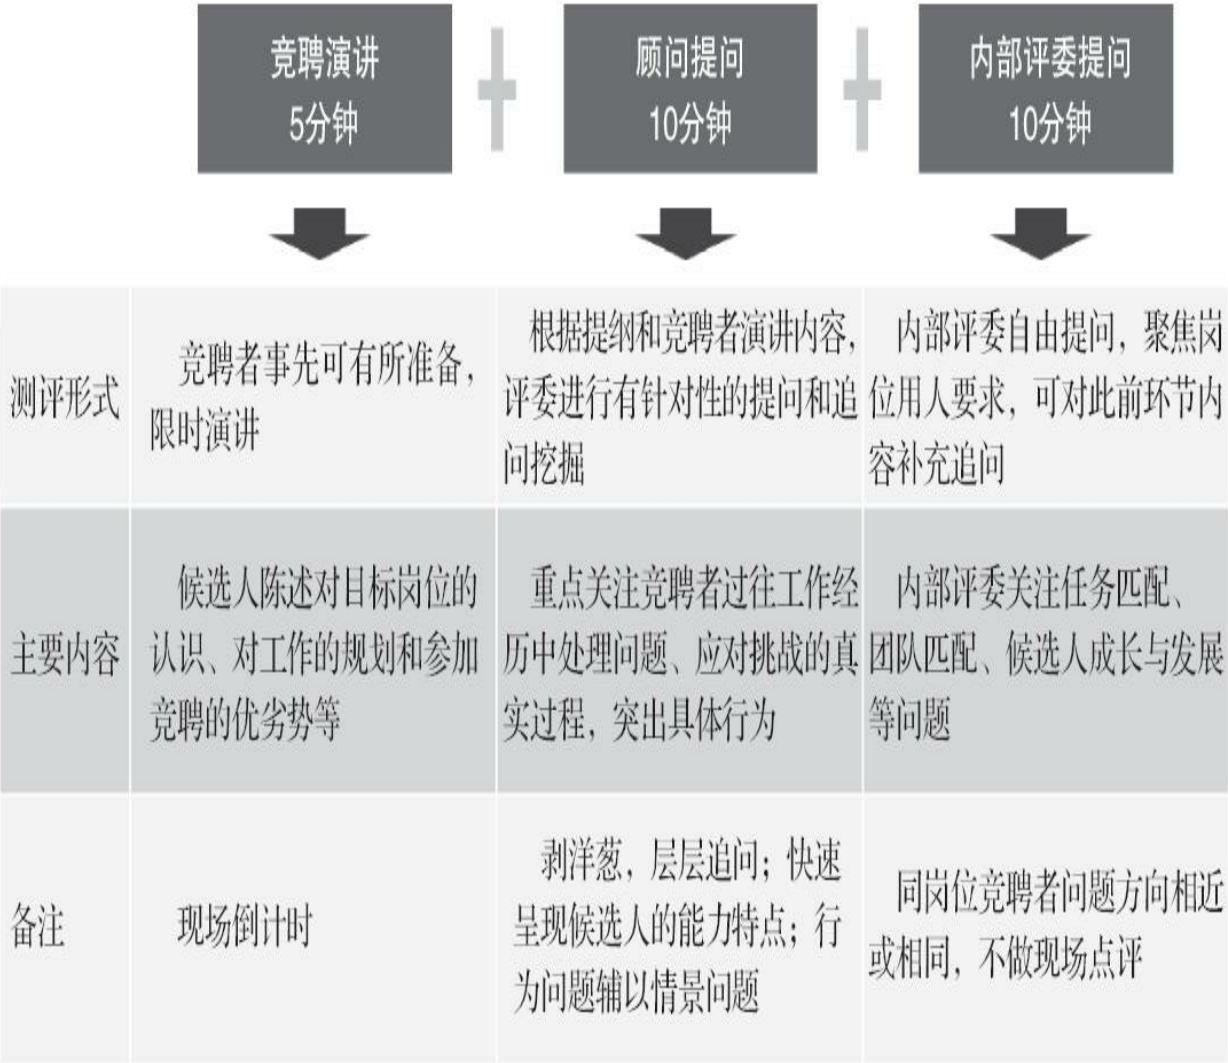 竞聘演讲
5分钟
顾问提问
10分钟
内部评委提问
10分钟
测评形式
竞聘者事先可有所准备，
限时演讲
根据提纲和竞聘者演讲内容，
评委进行有针对性的提问和追
问挖掘
内部评委自由提问，聚焦岗
位用人要求，可对此前环节内
容补充追问
主要内容
候选人陈述对目标岗位的
认识、对工作的规划和参加
竞聘的优劣势等
重点关注竞聘者过往工作经
历中处理问题、应对挑战的真
实过程，突出具体行为
内部评委关注任务匹配、
团队匹配、候选人成长与发展
等问题
备注
现场倒计时
剥洋葱，层层追问；快速
呈现候选人的能力特点；行
为问题辅以情景问题
同岗位竞聘者问题方向相近
或相同，不做现场点评